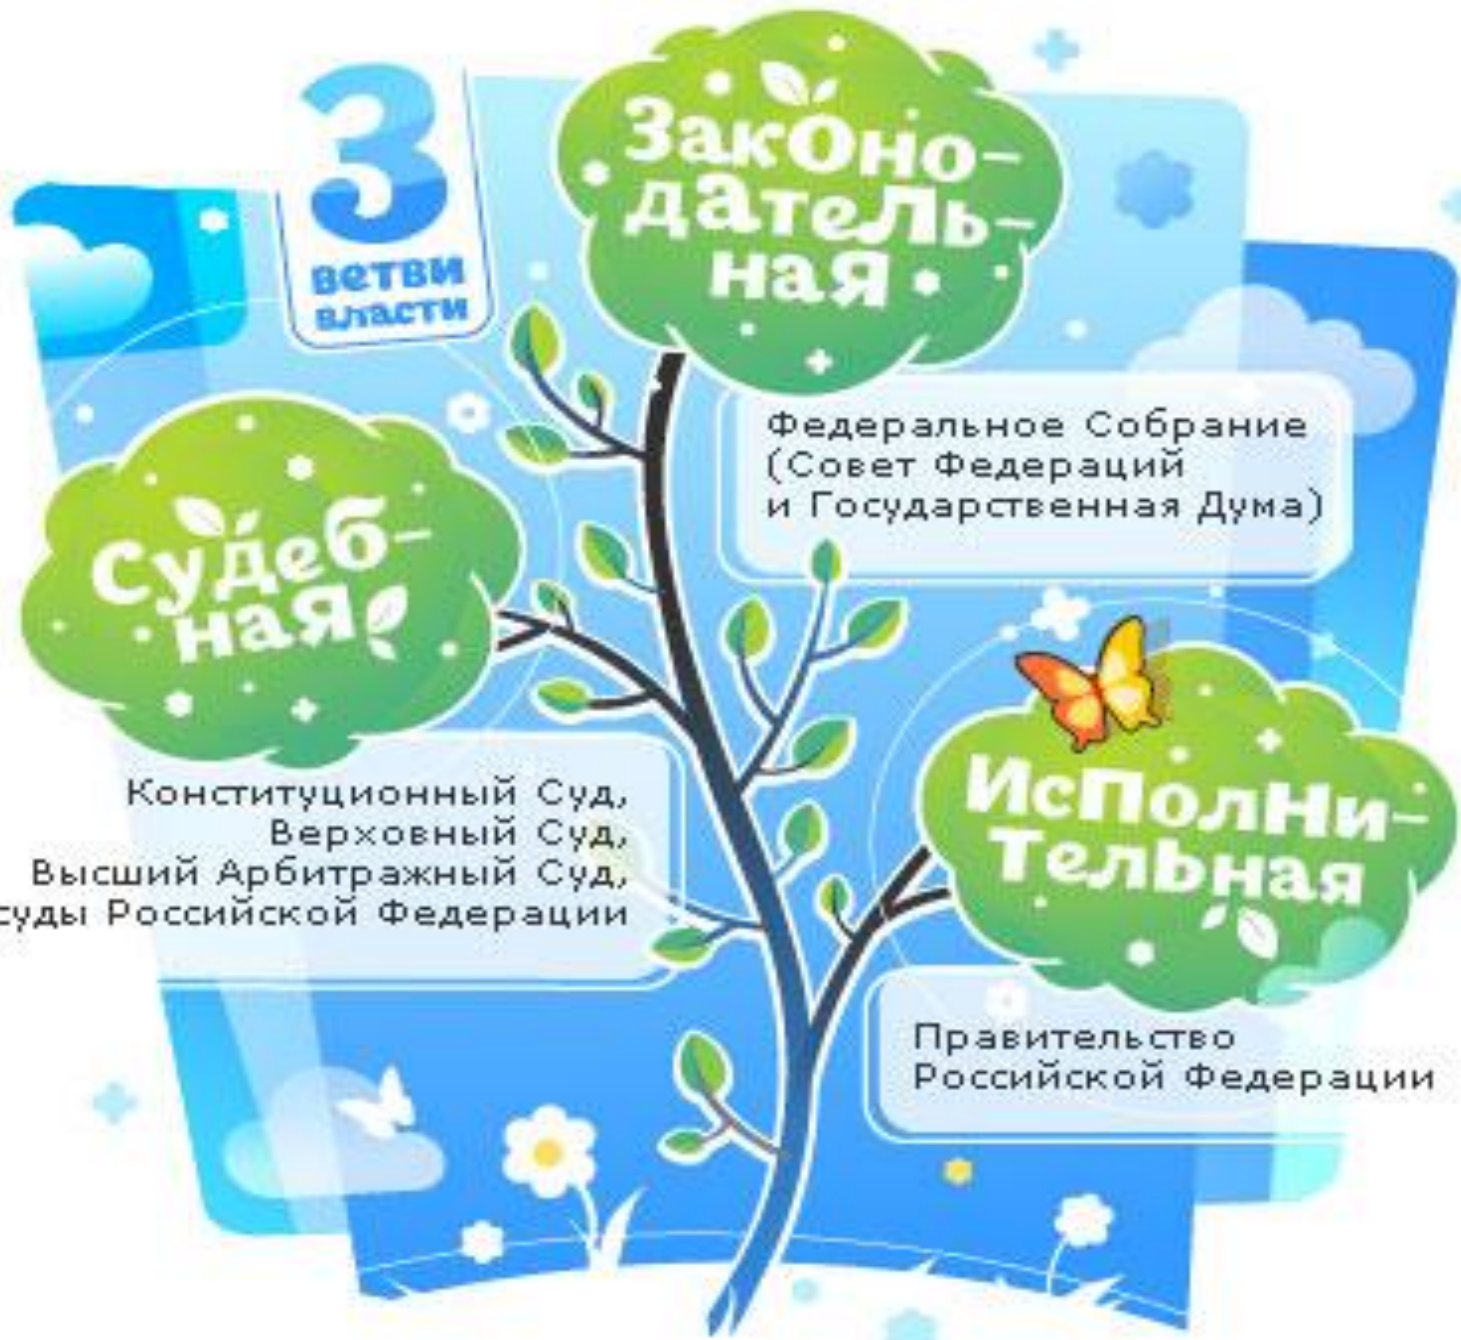 3
ветви
власти
Законо-
датель-
ная
Федеральное Собрание
(Совет Федераций
и Государственная Дума)
Судеб-
ная
Конституционный Суд,
Верховный Суд,
Высший Арбитражный Суд,
суды Российской Федерации
Исполни-
тельная
Правительство
Российской Федерации